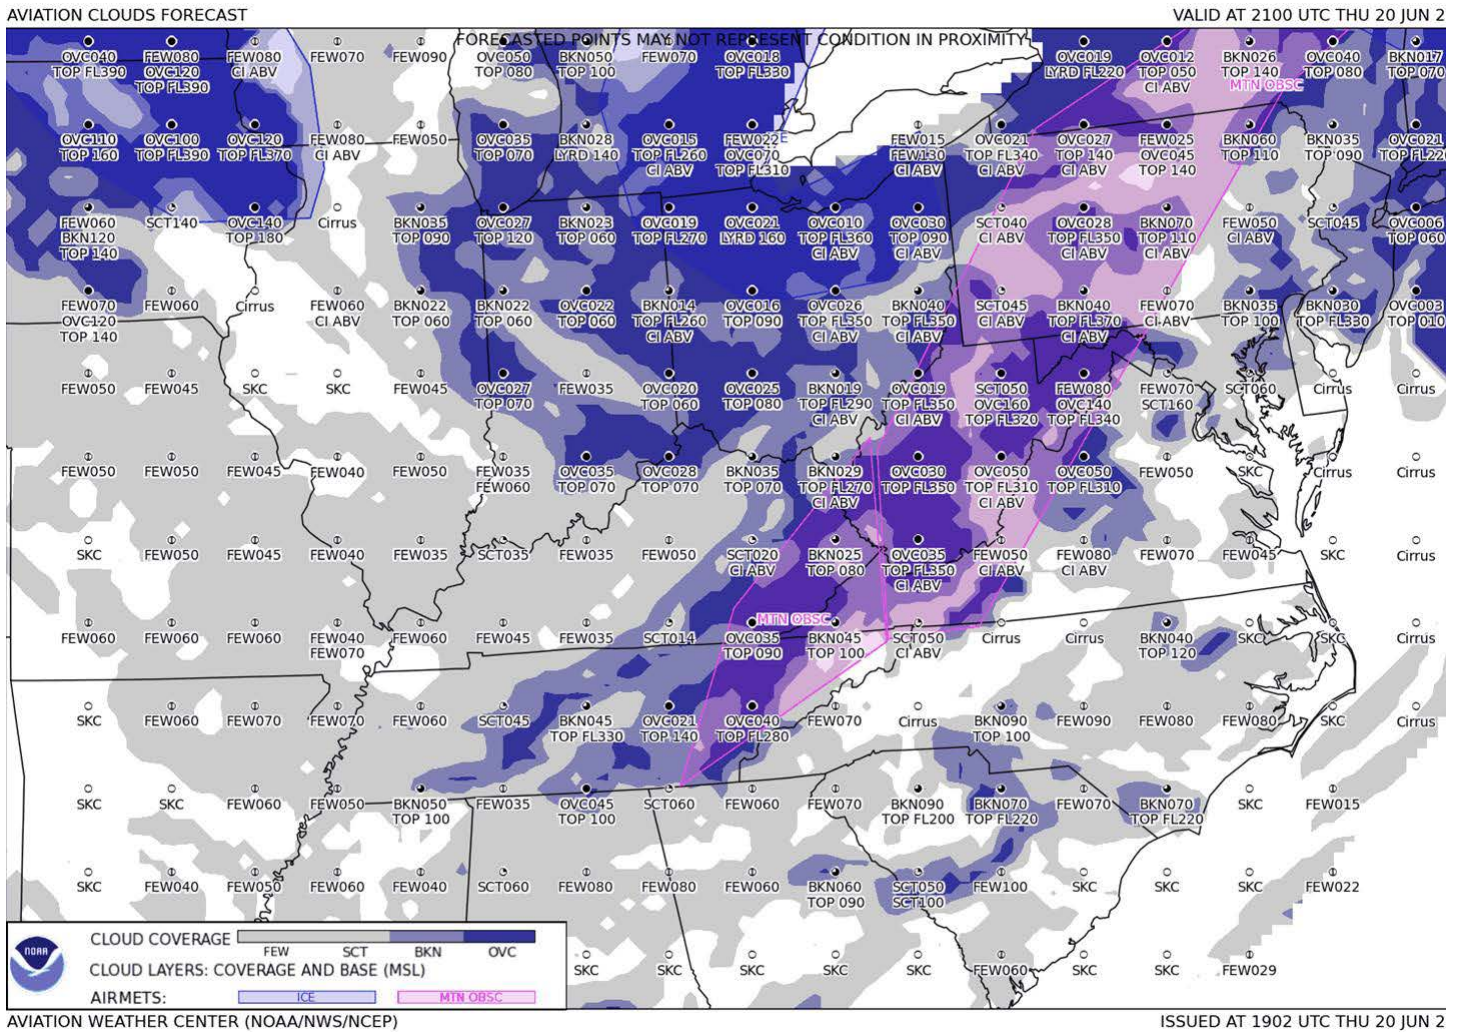 AVIATION CLOUDS FORECAST
VALID AT 2100 UTC THU 20 JUN 2
FORECASTED POINTS MAY NOT REPRESENT CONDITION IN PROXIMITY
OVC040 FEW080 FEW080 FEW070 FEW090 OVC050 BKN050 FEW070 OVC018 OVC019 OVC012 BKN026 OVC040 BKN017
TOP FL390 OVC120 CI ABV TOP 080 TOP 100 TOP FL330 LYRD FL220 TOP 050 TOP 140 TOP 080 TOP 070
TOP FL390 CI ABV MTN OBSC
OVC110 OVC100 OVC120 FEW080 FEW050 OVC035 BKN028 OVC015 FEW022 FEW015 OVC021 OVC027 FEW025 BKN060 BKN035 OVC021
TOP 160 TOP FL390 TOP FL370 CI ABV TOP 070 LYRD 140 TOP FL260 OVC070 FEW130 TOP FL340 TOP 140 OVC045 TOP 110 TOP 090 TOP FL220
CI ABV TOP FL310 CI ABV CI ABV CI ABV TOP 140
FEW060 SCT140 OVC140 Cirrus BKN035 OVC027 BKN023 OVC019 OVC021 OVC010 OVC030 SCT040 OVC028 BKN070 FEW050 SCT045 OVC006
BKN120 TOP 180 TOP 090 TOP 120 TOP 060 TOP FL270 LYRD 160 TOP FL360 TOP 090 CI ABV TOP FL350 TOP 110 CI ABV TOP 060
TOP 140 CI ABV CI ABV CI ABV CI ABV
FEW070 FEW060 Cirrus FEW060 BKN022 BKN022 OVC022 BKN014 OVC016 OVC026 BKN040 SCT045 BKN040 FEW070 BKN035 BKN030 OVC003
OVC120 CI ABV TOP 060 TOP 060 TOP 060 TOP FL260 TOP 090 TOP FL350 TOP FL350 CI ABV TOP FL370 CI ABV TOP 100 TOP FL330 TOP 010
TOP 140 CI ABV CI ABV CI ABV CI ABV
FEW050 FEW045 SKC SKC FEW045 OVC027 FEW035 OVC020 OVC025 BKN019 OVC019 SCT050 FEW080 FEW070 SCT060 Cirrus Cirrus
TOP 070 TOP 060 TOP 080 TOP FL290 TOP FL350 OVC160 OVC140 SCT160
CI ABV CI ABV TOP FL320 TOP FL340
FEW050 FEW050 FEW045 FEW040 FEW050 FEW035 OVC035 OVC028 BKN035 BKN029 OVC030 OVC050 OVC050 FEW050 SKC Cirrus Cirrus
FEW060 TOP 070 TOP 070 TOP 070 TOP FL270 TOP FL350 TOP FL310 TOP FL310
CI ABV CI ABV
SKC FEW050 FEW045 FEW040 FEW035 SCT035 FEW035 FEW050 SCT020 BKN025 OVC035 FEW050 FEW080 FEW070 FEW045 SKC Cirrus
CI ABV TOP 080 TOP FL350 CI ABV CI ABV
CI ABV
MTN OBSC
FEW060 FEW060 FEW060 FEW040 FEW060 FEW045 FEW035 SCT014 OVC035 BKN045 SCT050 Cirrus Cirrus BKN040 SKC SKC Cirrus
FEW070 TOP 090 TOP 100 CI ABV TOP 120
SKC FEW060 FEW070 FEW070 FEW060 SCT045 BKN045 OVC021 OVC040 FEW070 Cirrus BKN090 FEW090 FEW080 FEW080 SKC Cirrus
TOP FL330 TOP 140 TOP FL280 TOP 100
SKC SKC FEW060 FEW050 BKN050 FEW035 OVC045 SCT060 FEW060 FEW070 BKN090 BKN070 FEW070 BKN070 SKC FEW015
TOP 100 TOP 100 TOP FL200 TOP FL220 TOP FL220
SKC FEW040 FEW050 FEW060 FEW040 SCT060 FEW080 FEW080 FEW060 BKN060 SCT050 FEW100 SKC SKC SKC FEW022
TOP 090 SCT100
SKC SKC SKC SKC SKC FEW060 SKC SKC FEW029
NOAA
CLOUD COVERAGE
FEW SCT BKN OVC
CLOUD LAYERS: COVERAGE AND BASE (MSL)
AIRMETS: ICE MTN OBSC
AVIATION WEATHER CENTER (NOAA/NWS/NCEP)
ISSUED AT 1902 UTC THU 20 JUN 2